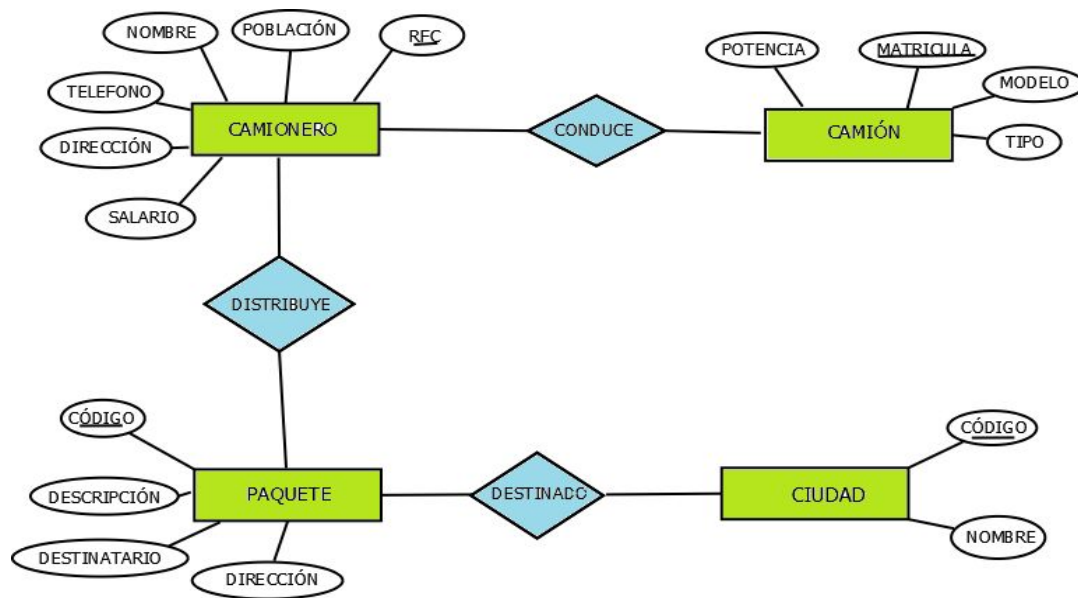 NOMBRE
POBLACIÓN
RFC
POTENCIA
MATRICULA
TELEFONO
MODELO
CAMIONERO
CONDUCE
CAMIÓN
DIRECCIÓN
TIPO
SALARIO
DISTRIBUYE
CÓDIGO
CÓDIGO
DESCRIPCIÓN
PAQUETE
DESTINADO
CIUDAD
DESTINATARIO
NOMBRE
DIRECCIÓN